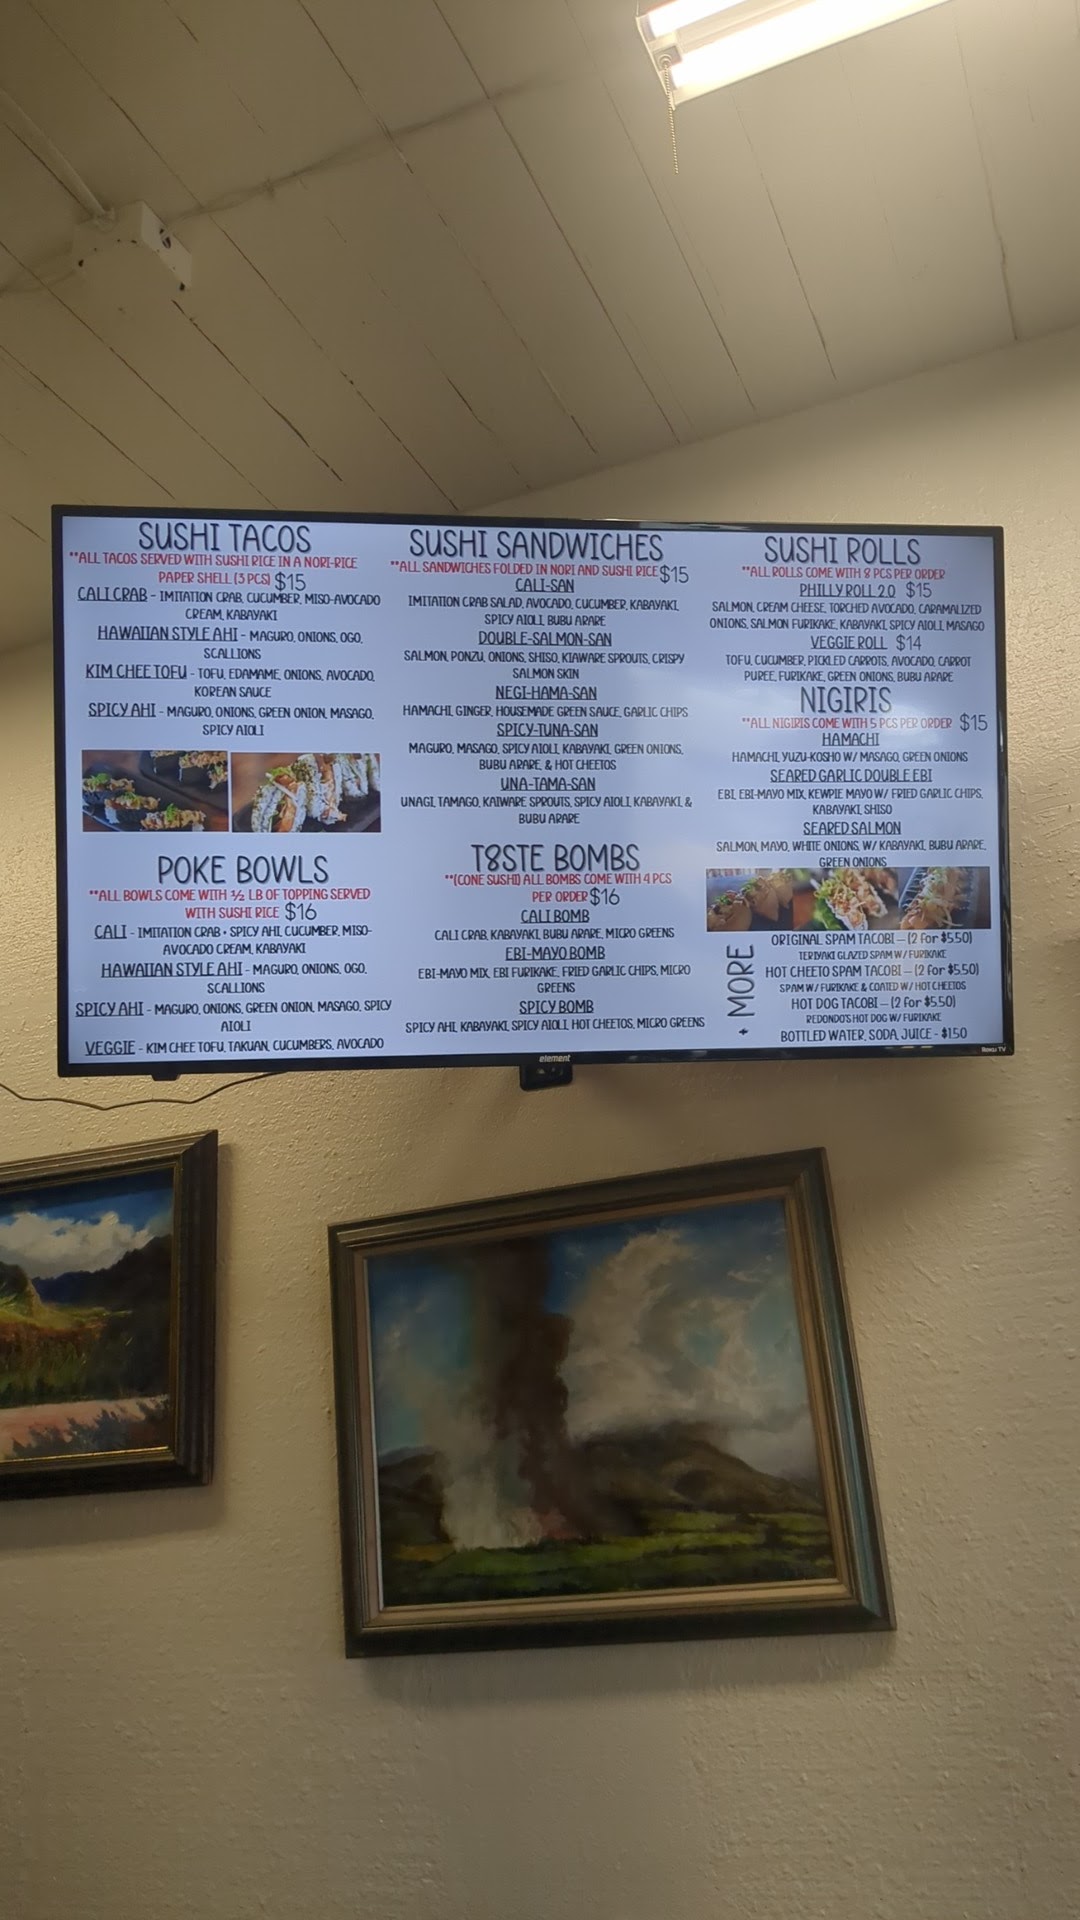 SUSHI TACOS
**ALL TACOS SERVED WITH SUSHI RICE IN A NORI-RICE
PAPER SHELL (3 PCS) $15
CALI CRAB - IMITATION CRAB, CUCUMBER, MISO-AVOCADO
CREAM, KABAYAKI
HAWAIIAN STYLE AHI - MAGURO, ONIONS, OGO,
SCALLIONS
KIM CHEE TOFU - TOFU, EDAMAME, ONIONS, AVOCADO,
KOREAN SAUCE
SPICY AHI - MAGURO, ONIONS, GREEN ONION, MASAGO,
SPICY AIOLI
POKE BOWLS
**ALL BOWLS COME WITH ½ LB OF TOPPING SERVED
WITH SUSHI RICE $16
CALI - IMITATION CRAB + SPICY AHI, CUCUMBER, MISO-
AVOCADO CREAM, KABAYAKI
HAWAIIAN STYLE AHI - MAGURO, ONIONS, OGO,
SCALLIONS
SPICY AHI - MAGURO, ONIONS, GREEN ONION, MASAGO, SPICY
AIOLI
VEGGIE - KIM CHEE TOFU, TAKUAN, CUCUMBERS, AVOCADO
SUSHI SANDWICHES
**ALL SANDWICHES FOLDED IN NORI AND SUSHI RICE $15
CALI-SAN
IMITATION CRAB SALAD, AVOCADO, CUCUMBER, KABAYAKI,
SPICY AIOLI, BUBU ARARE
DOUBLE-SALMON-SAN
SALMON, PONZU, ONIONS, SHISO, KIAWARE SPROUTS, CRISPY
SALMON SKIN
NEGI-HAMA-SAN
HAMACHI, GINGER, HOUSEMADE GREEN SAUCE, GARLIC CHIPS
SPICY-TUNA-SAN
MAGURO, MASAGO, SPICY AIOLI, KABAYAKI, GREEN ONIONS,
BUBU ARARE, & HOT CHEETOS
UNA-TAMA-SAN
UNAGI, TAMAGO, KAIWARE SPROUTS, SPICY AIOLI, KABAYAKI, &
BUBU ARARE
T8STE BOMBS
**(CONE SUSHI) ALL BOMBS COME WITH 4 PCS
PER ORDER $16
CALI BOMB
CALI CRAB, KABAYAKI, BUBU ARARE, MICRO GREENS
EBI-MAYO BOMB
EBI-MAYO MIX, EBI FURIKAKE, FRIED GARLIC CHIPS, MICRO
GREENS
SPICY BOMB
SPICY AHI, KABAYAKI, SPICY AIOLI, HOT CHEETOS, MICRO GREENS
SUSHI ROLLS
**ALL ROLLS COME WITH 8 PCS PER ORDER
PHILLY ROLL 2.0 $15
SALMON, CREAM CHEESE, TORCHED AVOCADO, CARAMALIZED
ONIONS, SALMON FURIKAKE, KABAYAKI, SPICY AIOLI, MASAGO
VEGGIE ROLL $14
TOFU, CUCUMBER, PICKLED CARROTS, AVOCADO, CARROT
PUREE, FURIKAKE, GREEN ONIONS, BUBU ARARE
NIGIRIS
**ALL NIGIRIS COME WITH 5 PCS PER ORDER $15
HAMACHI
HAMACHI, YUZU-KOSHO W/ MASAGO, GREEN ONIONS
SEARED GARLIC DOUBLE EBI
EBI, EBI-MAYO MIX, KEWPIE MAYO W/ FRIED GARLIC CHIPS,
KABAYAKI, SHISO
SEARED SALMON
SALMON, MAYO, WHITE ONIONS, W/ KABAYAKI, BUBU ARARE,
GREEN ONIONS
+ MORE
ORIGINAL SPAM TACOBI - (2 for $5.50)
TERIYAKI GLAZED SPAM W/ FURIKAKE
HOT CHEETO SPAM TACOBI - (2 for $5.50)
SPAM W/ FURIKAKE & COATED W/ HOT CHEETOS
HOT DOG TACOBI - (2 for $5.50)
REDONDO'S HOT DOG W/ FURIKAKE
BOTTLED WATER, SODA, JUICE - $1.50
element
Roku TV